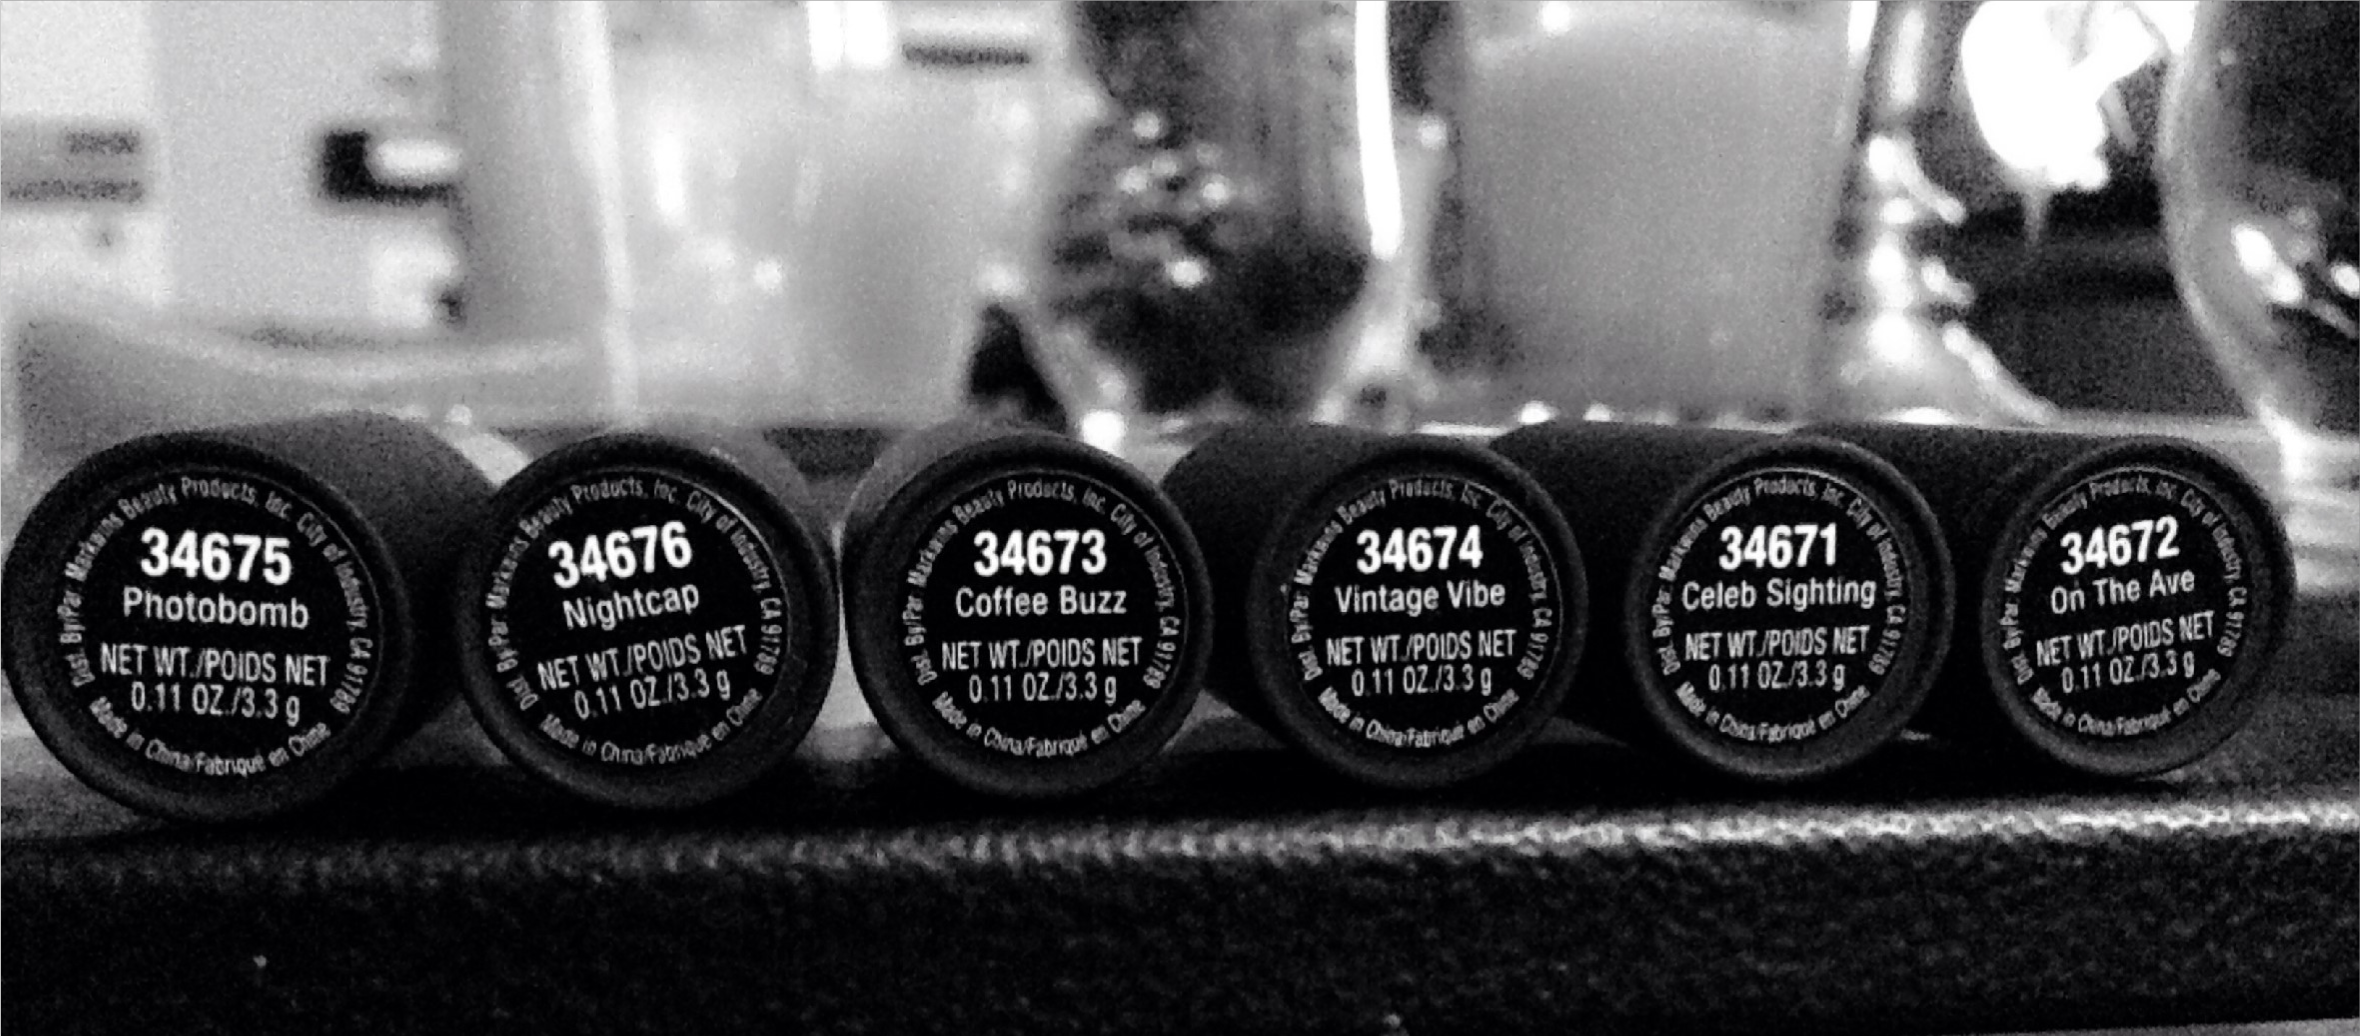 34675
Photobomb
NET WT./POIDS NET
0.11 OZ./3.3 g
Dist. By/Par Markwins Beauty Products, Inc. City of Industry, CA 91789
Made in China/Fabriqué en Chine
34676
Nightcap
NET WT./POIDS NET
0.11 OZ./3.3 g
Dist. By/Par Markwins Beauty Products, Inc. City of Industry, CA 91789
Made in China/Fabriqué en Chine
34673
Coffee Buzz
NET WT./POIDS NET
0.11 OZ./3.3 g
Dist. By/Par Markwins Beauty Products, Inc. City of Industry, CA 91789
Made in China/Fabriqué en Chine
34674
Vintage Vibe
NET WT./POIDS NET
0.11 OZ./3.3 g
Dist. By/Par Markwins Beauty Products, Inc. City of Industry, CA 91789
Made in China/Fabriqué en Chine
34671
Celeb Sighting
NET WT./POIDS NET
0.11 OZ./3.3 g
Dist. By/Par Markwins Beauty Products, Inc. City of Industry, CA 91789
Made in China/Fabriqué en Chine
34672
On The Ave
NET WT./POIDS NET
0.11 OZ./3.3 g
Dist. By/Par Markwins Beauty Products, Inc. City of Industry, CA 91789
Made in China/Fabriqué en Chine